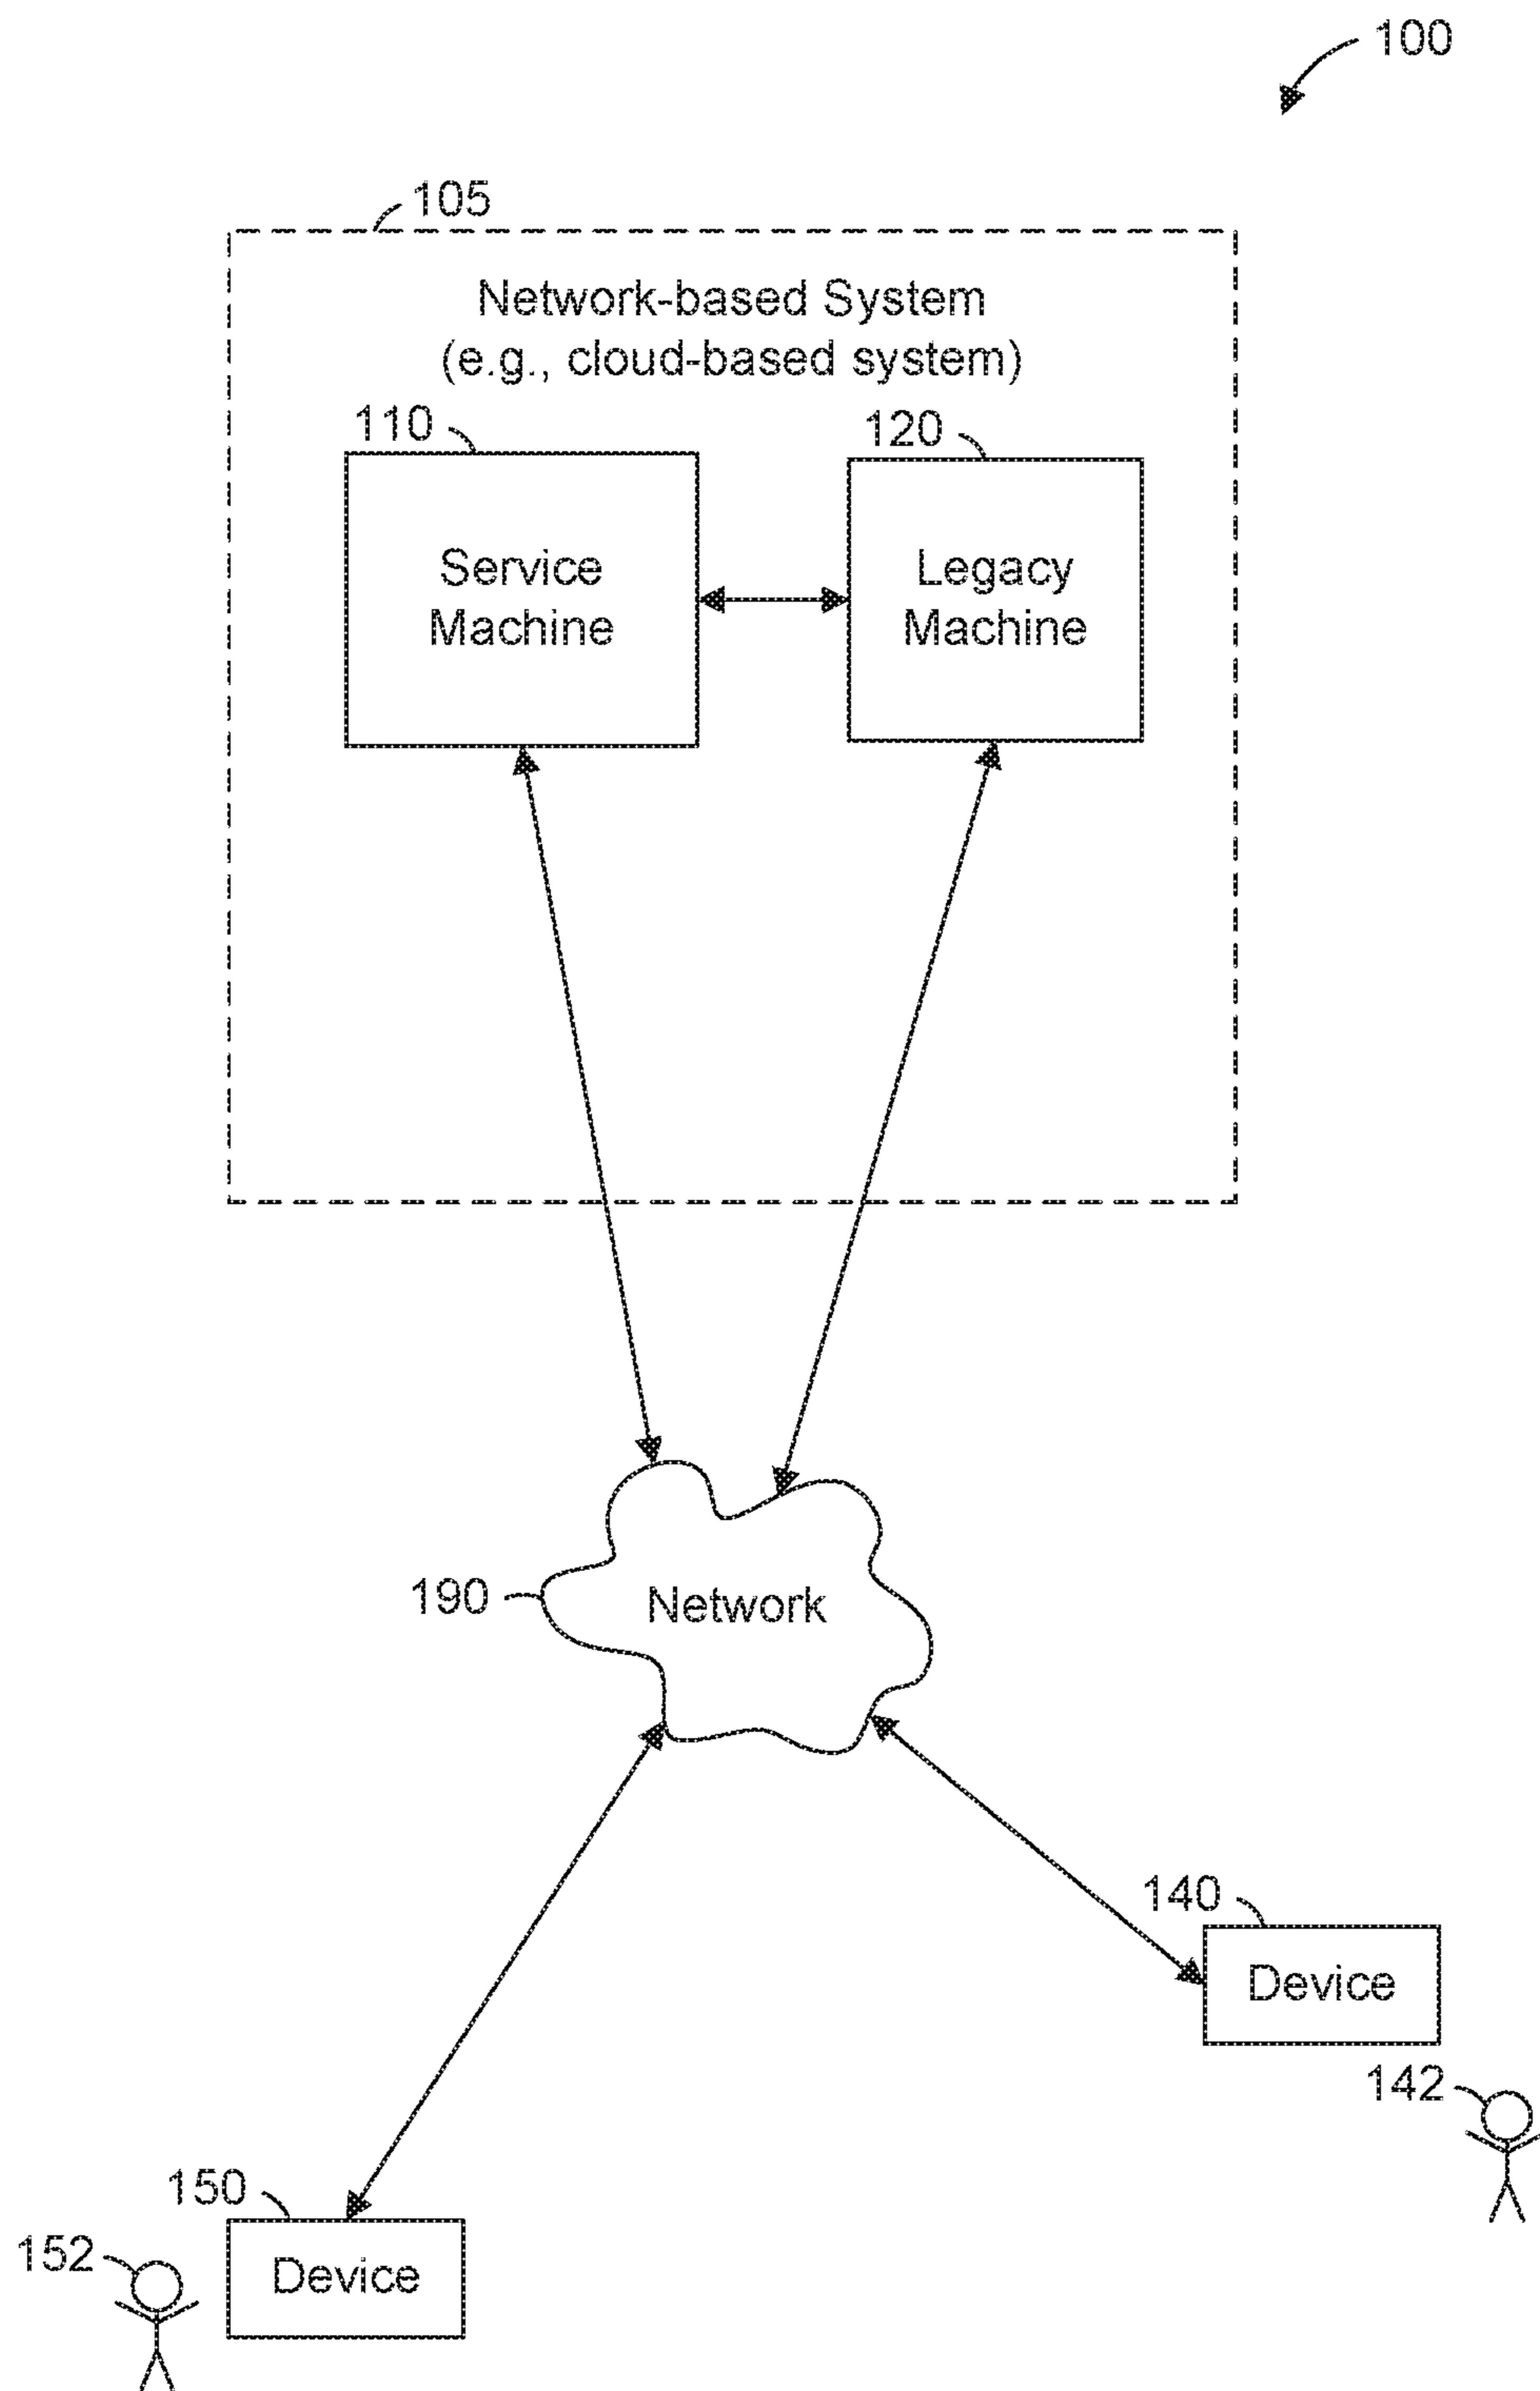 100
105
Network-based System
(e.g., cloud-based system)
110
120
Service
Machine
Legacy
Machine
190
Network
140
Device
142
150
152
Device